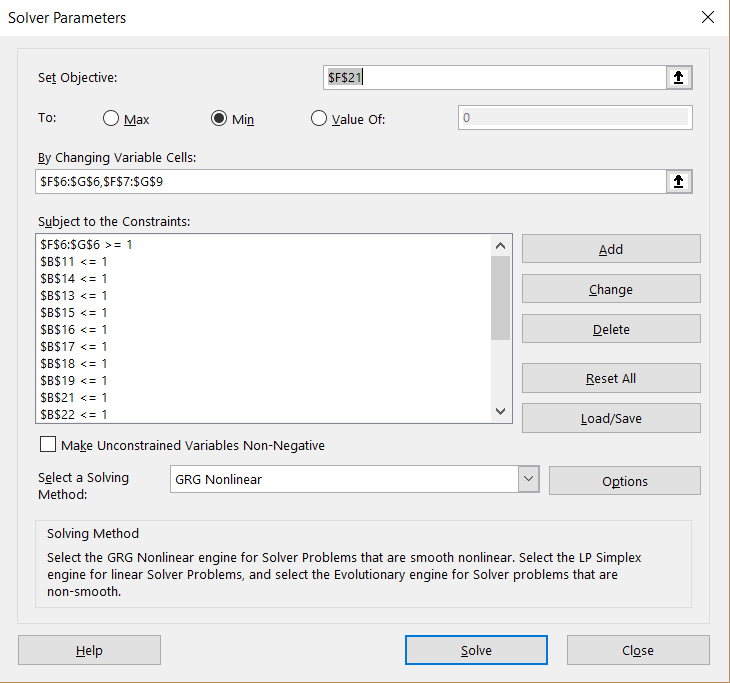 Solver Parameters
Set Objective: $F$21
To: Max Min Value Of: 0
By Changing Variable Cells:
$F$6:$G$6,$F$7:$G$9
Subject to the Constraints:
$F$6:$G$6 >= 1
$B$11 <= 1
$B$14 <= 1
$B$13 <= 1
$B$15 <= 1
$B$16 <= 1
$B$17 <= 1
$B$18 <= 1
$B$19 <= 1
$B$21 <= 1
$B$22 <= 1
Add
Change
Delete
Reset All
Load/Save
Make Unconstrained Variables Non-Negative
Select a Solving
Method:
GRG Nonlinear
Options
Solving Method
Select the GRG Nonlinear engine for Solver Problems that are smooth nonlinear. Select the LP Simplex
engine for linear Solver Problems, and select the Evolutionary engine for Solver problems that are
non-smooth.
Help Solve Close